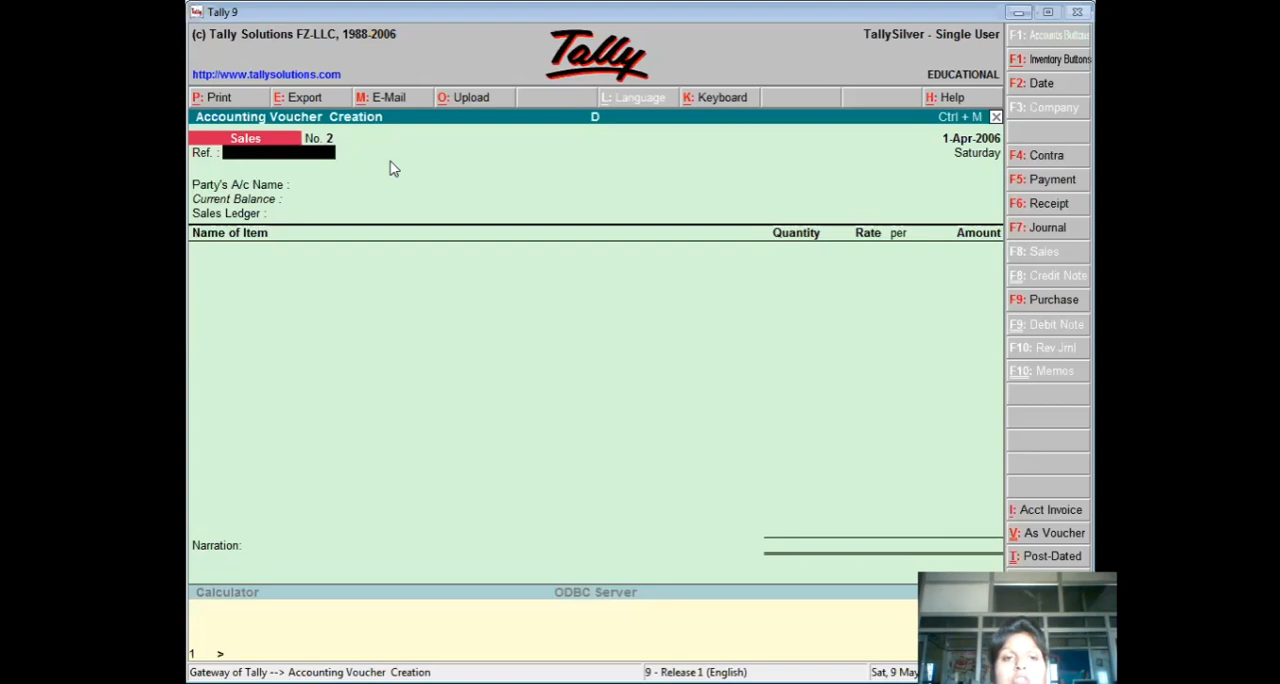 Tally 9
(c) Tally Solutions FZ-LLC, 1988-2006
Tally
TallySilver - Single User
http://www.tallysolutions.com
EDUCATIONAL
P: Print E: Export M: E-Mail O: Upload L: Language K: Keyboard H: Help
Accounting Voucher Creation D Ctrl + M
Sales No. 2 1-Apr-2006
Ref. : Saturday
Party's A/c Name :
Current Balance :
Sales Ledger :
Name of Item Quantity Rate per Amount
Narration:
Calculator ODBC Server
1 >
Gateway of Tally --> Accounting Voucher Creation 9 - Release 1 (English) Sat, 9 May
F1: Accounts Buttons
F1: Inventory Buttons
F2: Date
F3: Company
F4: Contra
F5: Payment
F6: Receipt
F7: Journal
F8: Sales
F8: Credit Note
F9: Purchase
F9: Debit Note
F10: Rev Jrnl
F10: Memos
I: Acct Invoice
V: As Voucher
T: Post-Dated